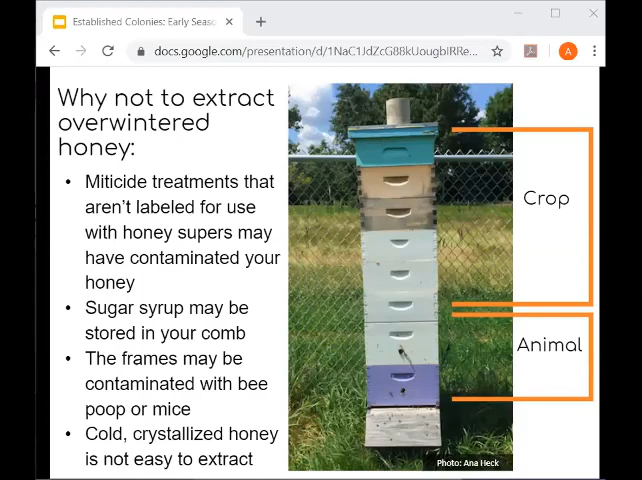 Established Colonies: Early Seaso
docs.google.com/presentation/d/1NaC1JdZcG88kUougbIRRe...
A
Why not to extract
overwintered
honey:
• Miticide treatments that
aren't labeled for use
with honey supers may
have contaminated your
honey
• Sugar syrup may be
stored in your comb
• The frames may be
contaminated with bee
poop or mice
• Cold, crystallized honey
is not easy to extract
Crop
Animal
Photo: Ana Heck